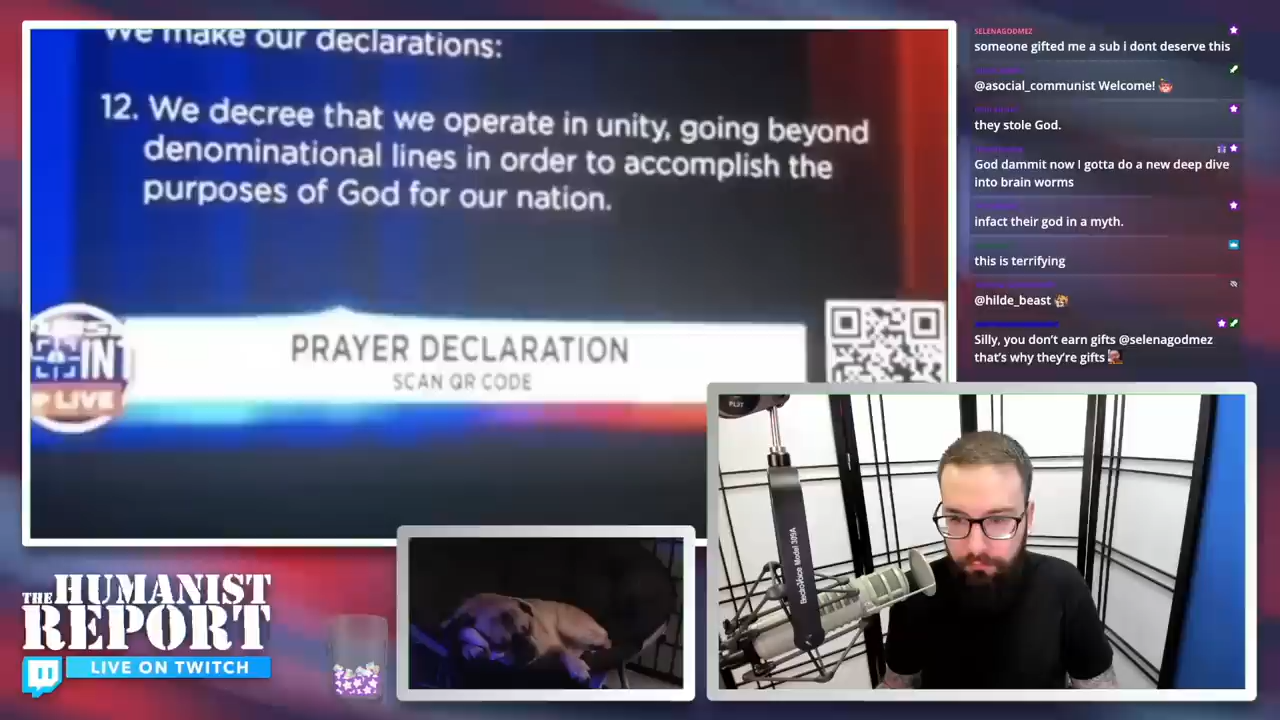 We make our declarations:
12. We decree that we operate in unity, going beyond
denominational lines in order to accomplish the
purposes of God for our nation.
PRAYER DECLARATION
SCAN QR CODE
LIVE
SELENAGODMEZ
someone gifted me a sub i dont deserve this
@asocial_communist Welcome!
they stole God.
God dammit now I gotta do a new deep dive
into brain worms
infact their god in a myth.
this is terrifying
@hilde_beast
Silly, you don't earn gifts @selenagodmez
that's why they're gifts
THE HUMANIST
REPORT
LIVE ON TWITCH